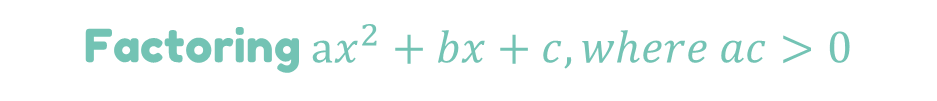 Factoring ax² + bx + c, where ac > 0